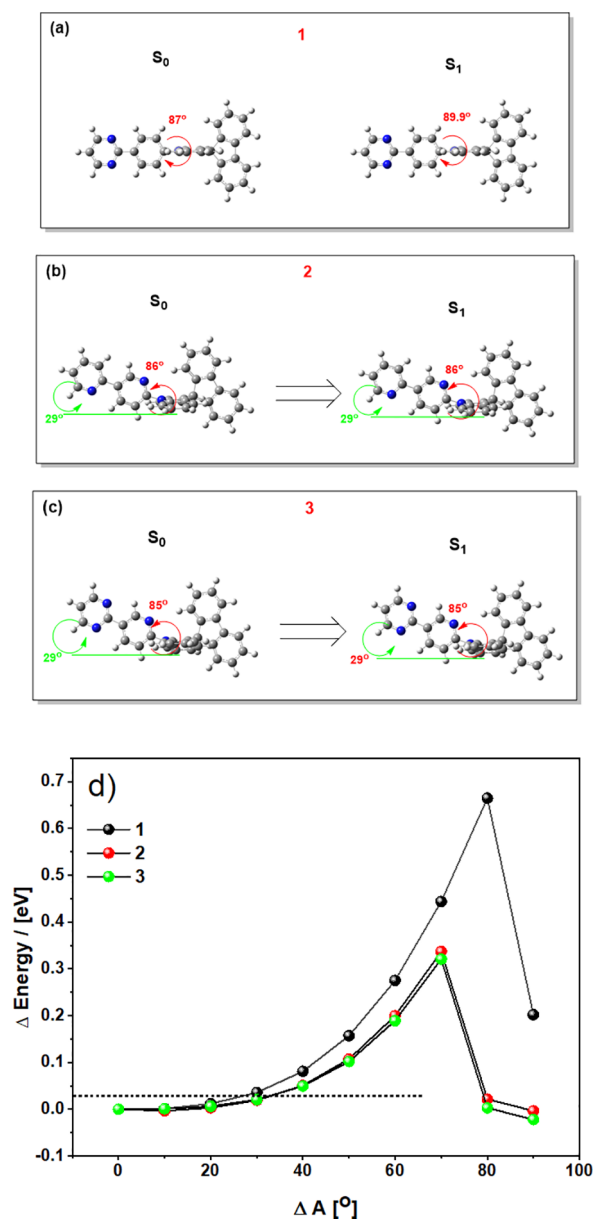 (a)
1
S₀
S₁
87°
89.9°
(b)
2
S₀
S₁
86°
86°
29°
29°
(c)
3
S₀
S₁
85°
85°
29°
29°
d)
1
2
3
0.7
0.6
0.5
0.4
0.3
0.2
0.1
0.0
-0.1
Δ Energy / [eV]
0 20 40 60 80 100
Δ A [°]